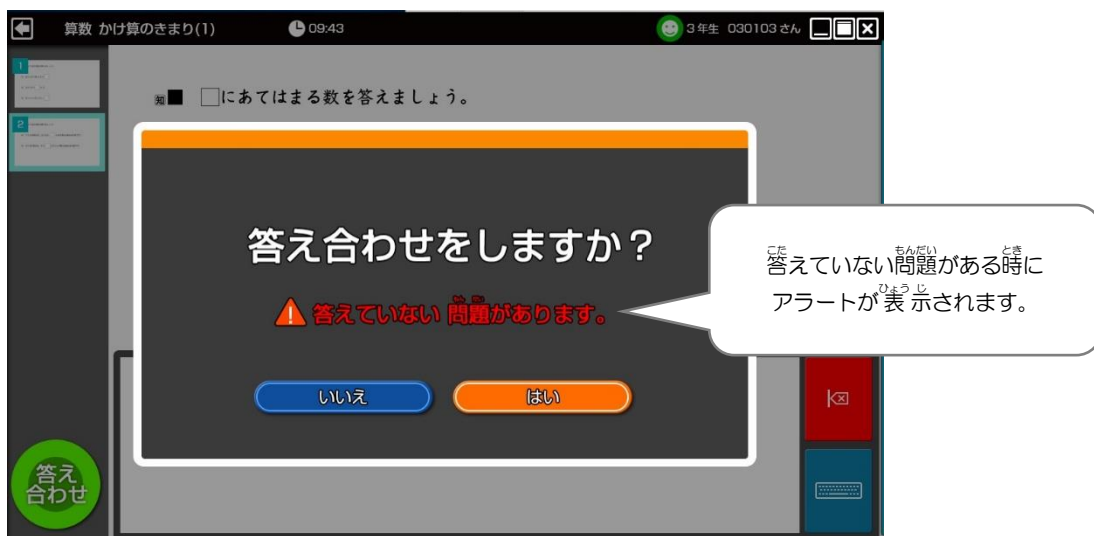 算数 かけ算のきまり(1)
09:43
3年生 030103さん
1
2
知■ □にあてはまる数を答えましょう。
答え合わせをしますか？
答えていない 問題があります。
いいえ
はい
答えていない問題がある時に
アラートが表示されます。
答え
合わせ